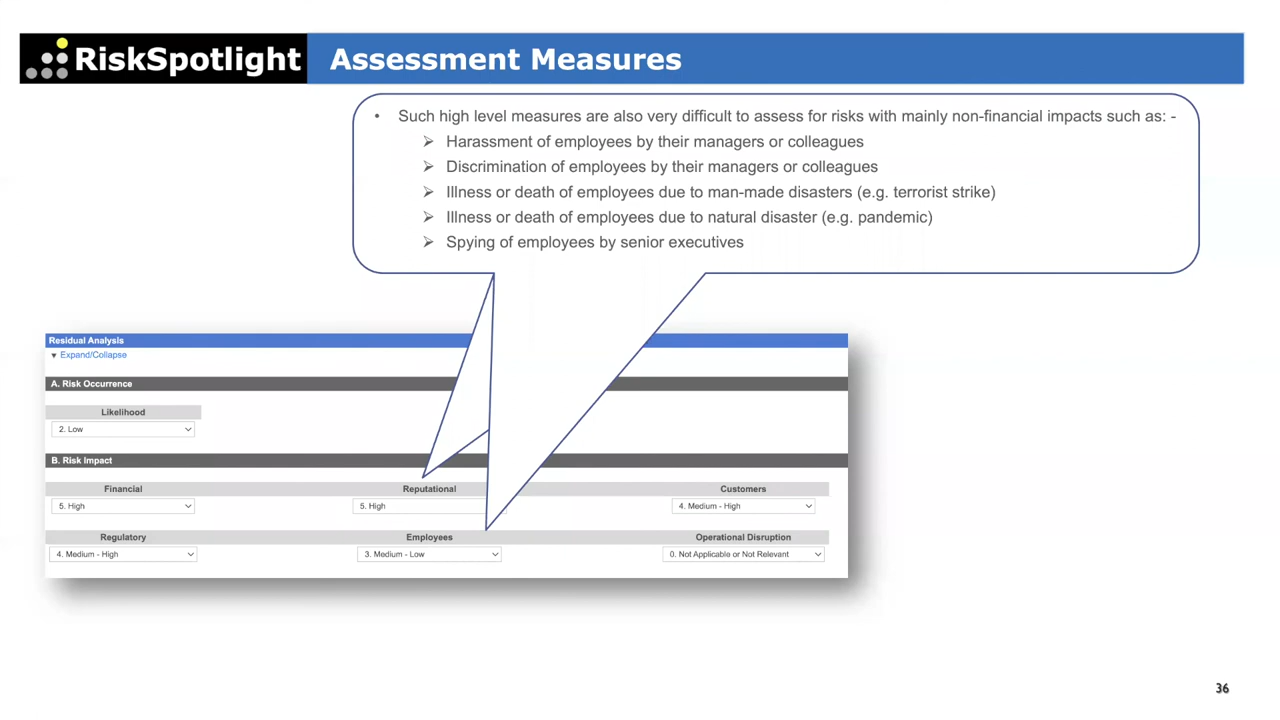 RiskSpotlight
Assessment Measures
• Such high level measures are also very difficult to assess for risks with mainly non-financial impacts such as: -
➢ Harassment of employees by their managers or colleagues
➢ Discrimination of employees by their managers or colleagues
➢ Illness or death of employees due to man-made disasters (e.g. terrorist strike)
➢ Illness or death of employees due to natural disaster (e.g. pandemic)
➢ Spying of employees by senior executives
Residual Analysis
▼ Expand/Collapse
A. Risk Occurrence
Likelihood
2. Low
B. Risk Impact
Financial Reputational Customers
5. High 5. High 4. Medium - High
Regulatory Employees Operational Disruption
4. Medium - High 3. Medium - Low 0. Not Applicable or Not Relevant
36